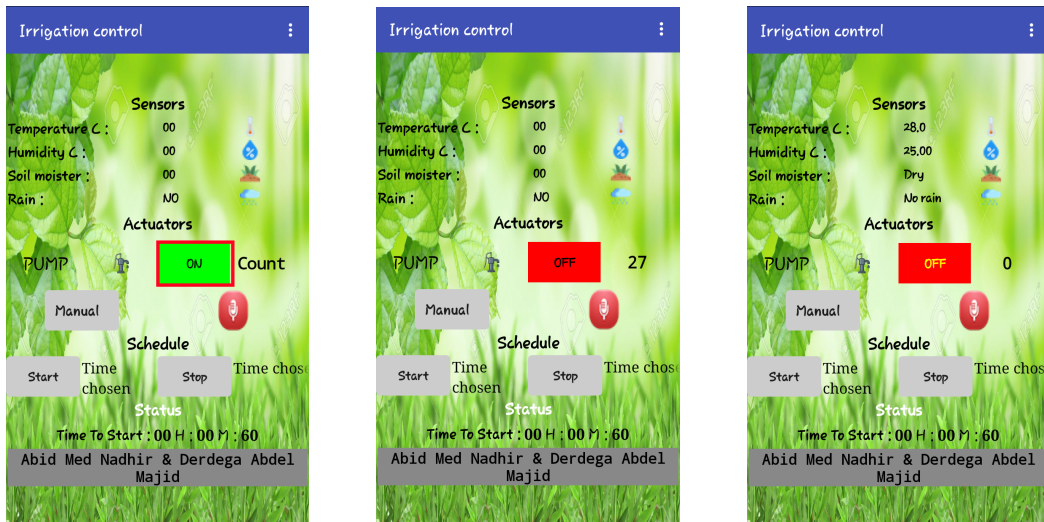 Irrigation control
Sensors
Temperature C : 00
Humidity C : 00
Soil moister : 00
Rain : NO
Actuators
PUMP ON Count
Manual
Schedule
Start Time chosen Stop Time chos
Status
Time To Start : 00 H : 00 M : 60
Abid Med Nadhir & Derdega Abdel
Majid
Irrigation control
Sensors
Temperature C : 00
Humidity C : 00
Soil moister : 00
Rain : NO
Actuators
PUMP OFF 27
Manual
Schedule
Start Time chosen Stop Time chos
Status
Time To Start : 00 H : 00 M : 60
Abid Med Nadhir & Derdega Abdel
Majid
Irrigation control
Sensors
Temperature C : 28.0
Humidity C : 25.00
Soil moister : Dry
Rain : No rain
Actuators
PUMP OFF 0
Manual
Schedule
Start Time chosen Stop Time chos
Status
Time To Start : 00 H : 00 M : 60
Abid Med Nadhir & Derdega Abdel
Majid